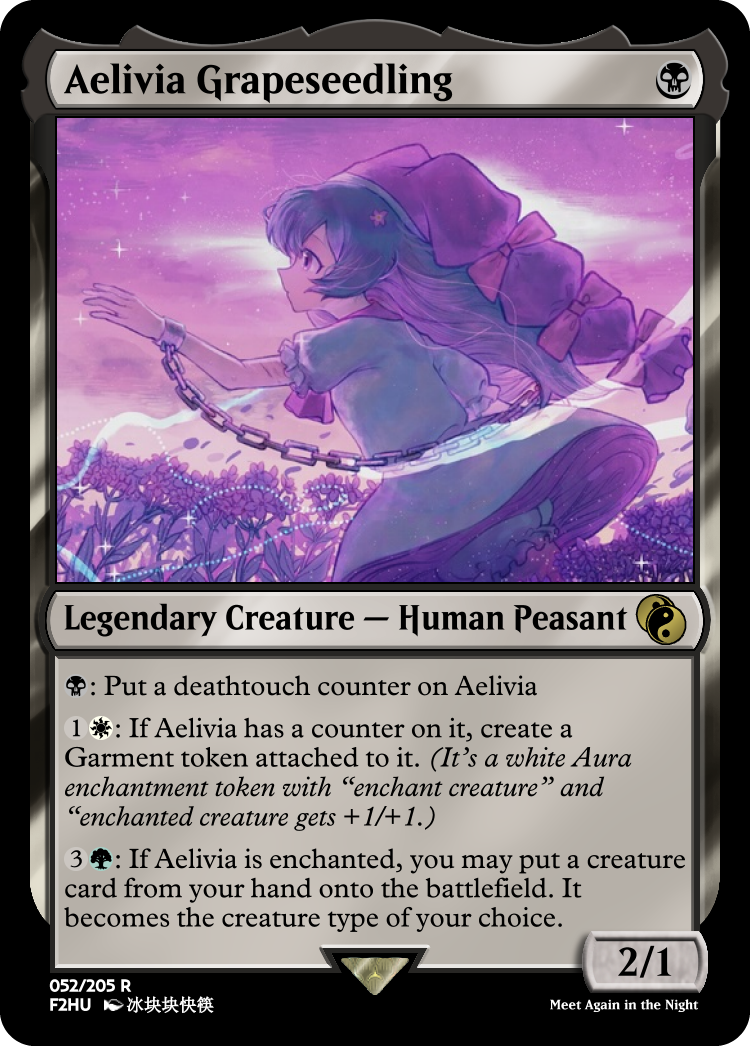 Aelivia Grapeseedling
Legendary Creature — Human Peasant
: Put a deathtouch counter on Aelivia
1 : If Aelivia has a counter on it, create a
Garment token attached to it. (It's a white Aura
enchantment token with “enchant creature” and
“enchanted creature gets +1/+1.)
3 : If Aelivia is enchanted, you may put a creature
card from your hand onto the battlefield. It
becomes the creature type of your choice.
2/1
052/205 R
F2HU 冰块块快筷
Meet Again in the Night